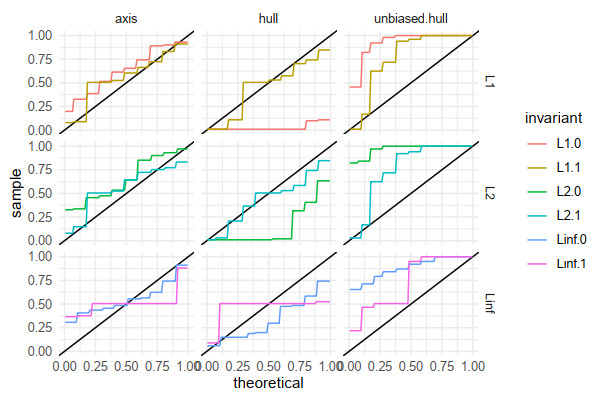 axis hull unbiased.hull
1.00
0.75
0.50
0.25
0.00
L1
1.00
0.75
0.50
0.25
0.00
L2
1.00
0.75
0.50
0.25
0.00
Linf
sample
0.00 0.25 0.50 0.75 1.00 0.00 0.25 0.50 0.75 1.00 0.00 0.25 0.50 0.75 1.00
theoretical
invariant
L1.0
L1.1
L2.0
L2.1
Linf.0
Linf.1